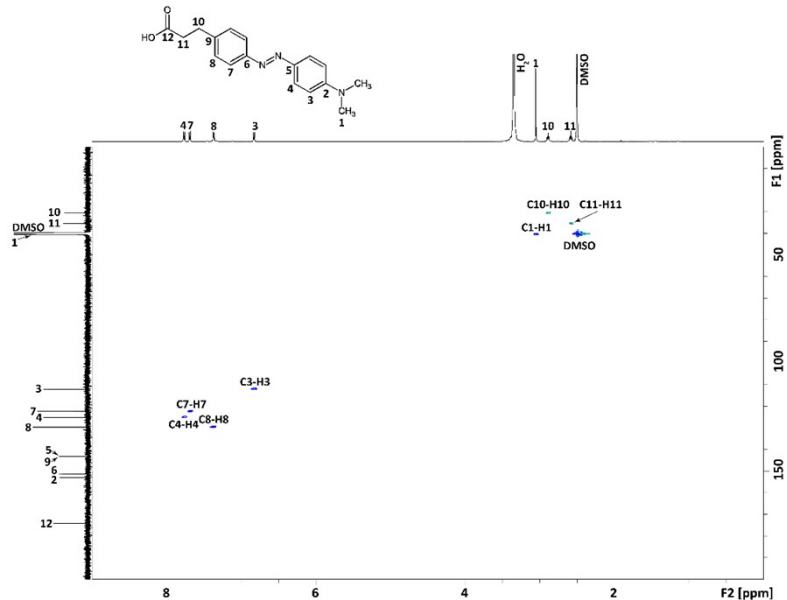 O
10
HO
12
11
9
8
7
6
N
N
5
4
3
2
N
CH₃
CH₃
1
H₂O
1
DMSO
4 7
8
3
10
11
F1 [ppm]
10
11
DMSO
1
C10-H10
C11-H11
C1-H1
DMSO
50
100
3
C3-H3
7
4
8
C7-H7
C4-H4
C8-H8
5
9
6
2
150
12
8
6
4
2
F2 [ppm]